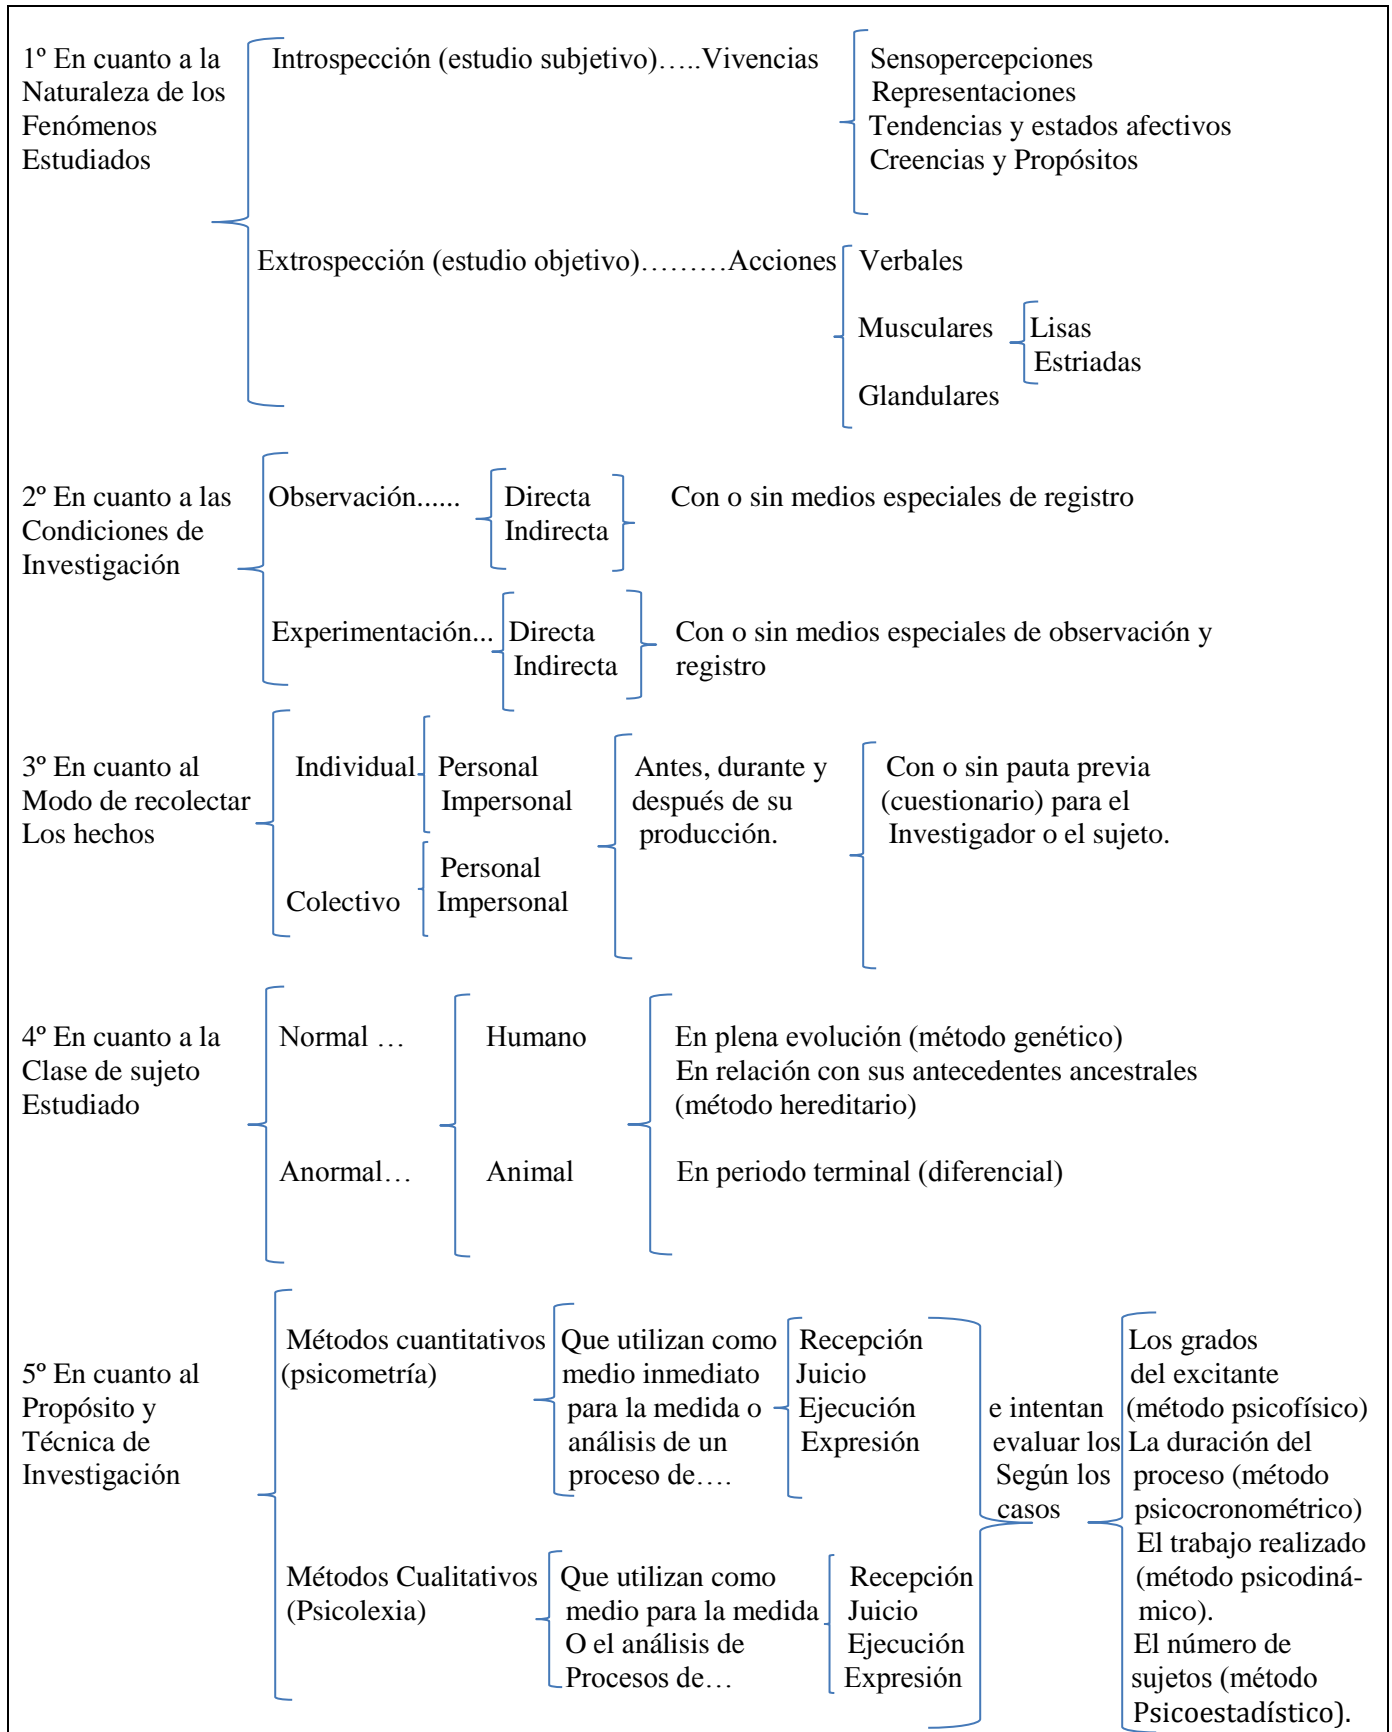 1º En cuanto a la Introspección (estudio subjetivo)…..Vivencias Sensopercepciones
Naturaleza de los Representaciones
Fenómenos Tendencias y estados afectivos
Estudiados Creencias y Propósitos
Extrospección (estudio objetivo)………Acciones Verbales
Musculares Lisas
Estriadas
Glandulares
2º En cuanto a las Observación...... Directa Con o sin medios especiales de registro
Condiciones de Indirecta
Investigación
Experimentación... Directa Con o sin medios especiales de observación y
Indirecta registro
3º En cuanto al Individual Personal Antes, durante y Con o sin pauta previa
Modo de recolectar Impersonal después de su (cuestionario) para el
Los hechos producción. Investigador o el sujeto.
Personal
Colectivo Impersonal
4º En cuanto a la Normal … Humano En plena evolución (método genético)
Clase de sujeto En relación con sus antecedentes ancestrales
Estudiado (método hereditario)
Anormal… Animal En periodo terminal (diferencial)
Métodos cuantitativos Que utilizan como Recepción Los grados
5º En cuanto al (psicometría) medio inmediato Juicio del excitante
Propósito y para la medida o Ejecución e intentan (método psicofísico)
Técnica de análisis de un Expresión evaluar los La duración del
Investigación proceso de…. Según los proceso (método
casos psicocronométrico)
El trabajo realizado
Métodos Cualitativos Que utilizan como Recepción (método psicodiná-
(Psicolexia) medio para la medida Juicio mico).
O el análisis de Ejecución El número de
Procesos de… Expresión sujetos (método
Psicoestadístico).